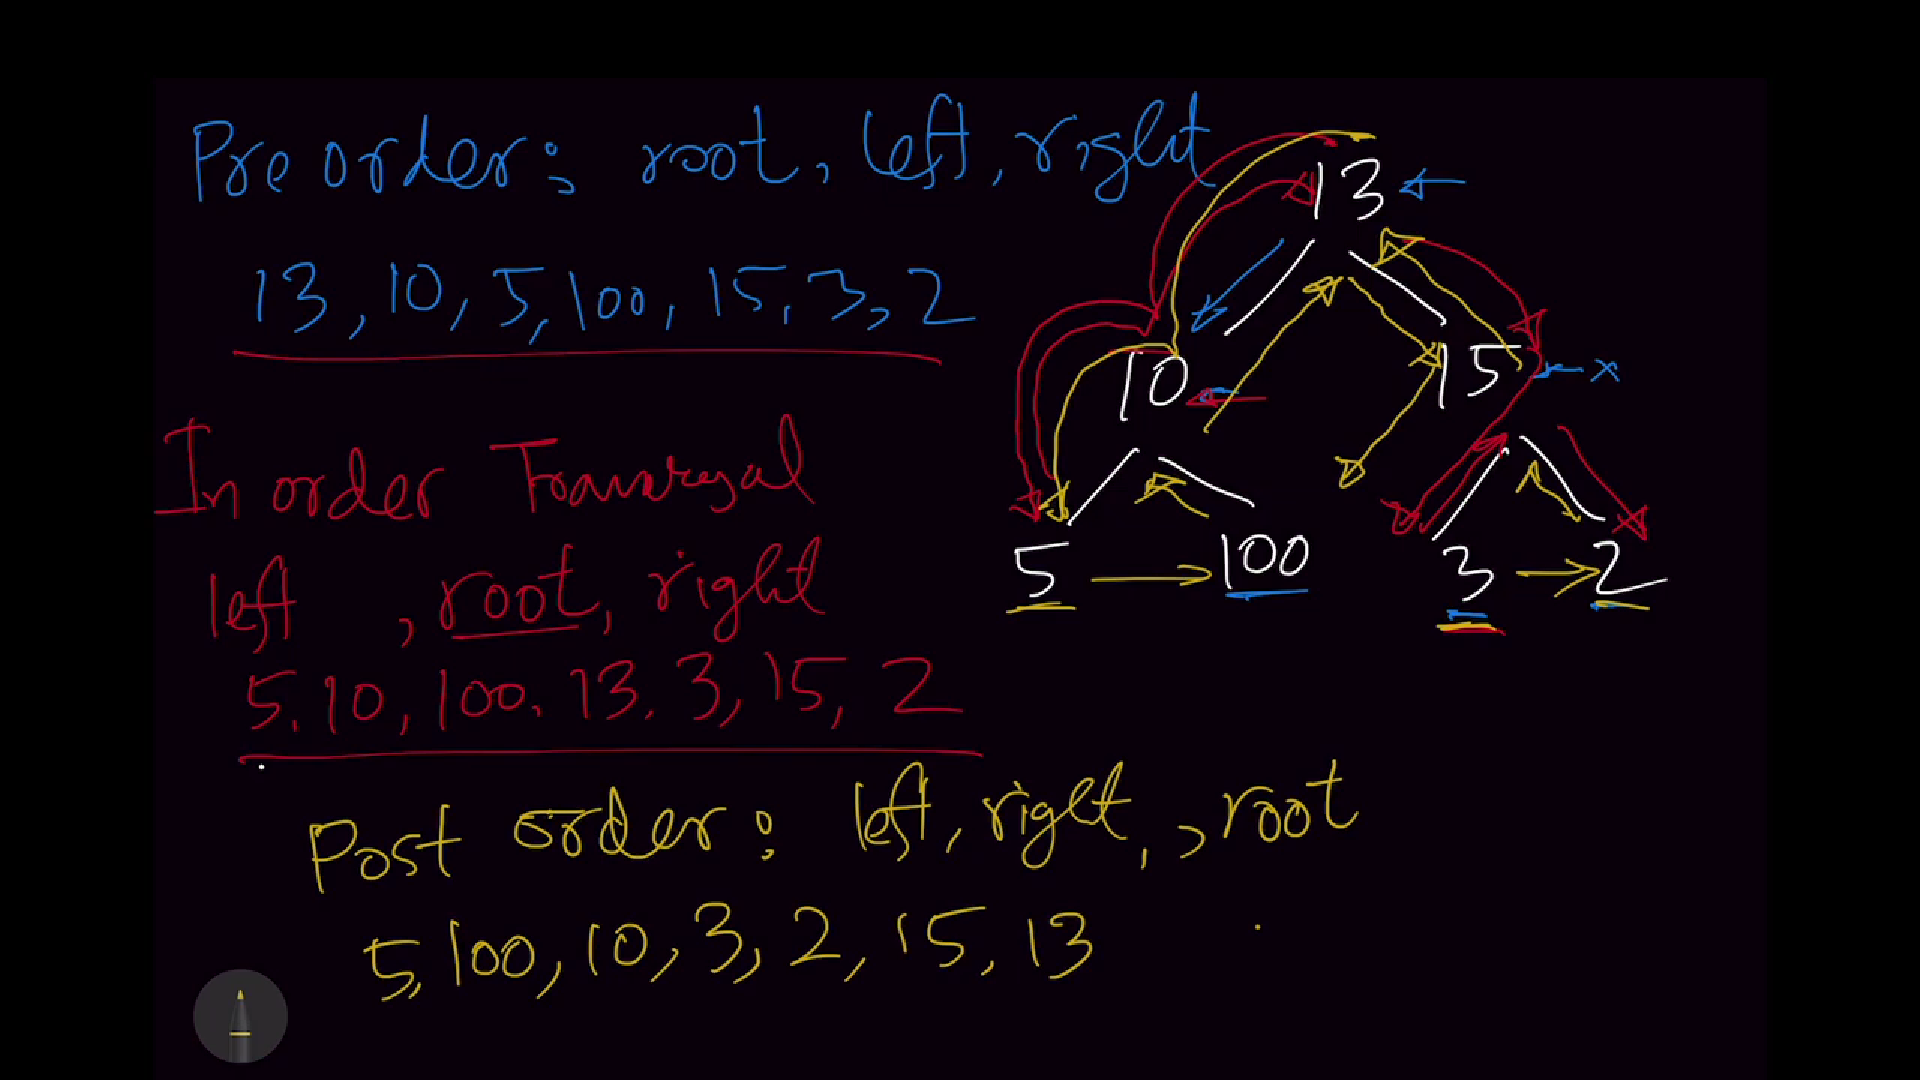 Pre order: root, left, right
13, 10, 5, 100, 15, 3, 2
13
10
15 x
5 100 3 2
In order
left , root, right
5, 10, 100, 13, 3, 15, 2
Post order: left, right, , root
5, 100, 10, 3, 2, 15, 13